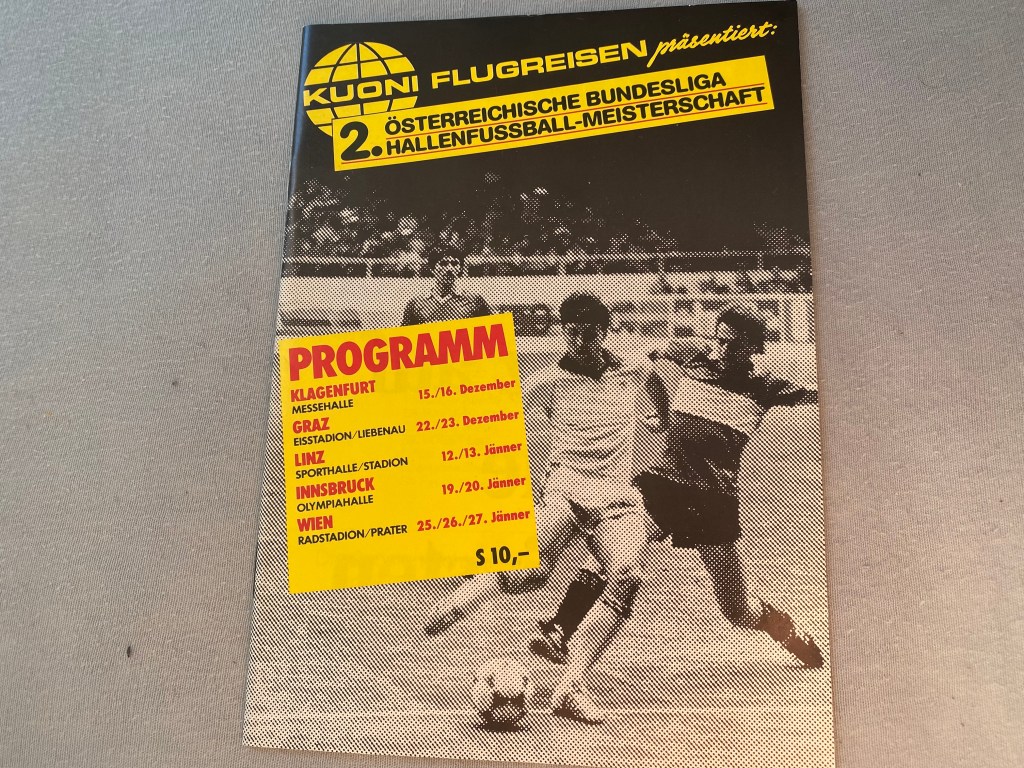 KUONI FLUGREISEN präsentiert:
2. ÖSTERREICHISCHE BUNDESLIGA
HALLENFUSSBALL-MEISTERSCHAFT
PROGRAMM
KLAGENFURT 15./16. Dezember
MESSEHALLE
GRAZ 22./23. Dezember
EISSTADION/LIEBENAU
LINZ 12./13. Jänner
SPORTHALLE/STADION
INNSBRUCK 19./20. Jänner
OLYMPIAHALLE
WIEN 25./26./27. Jänner
RADSTADION/PRATER
S 10,–